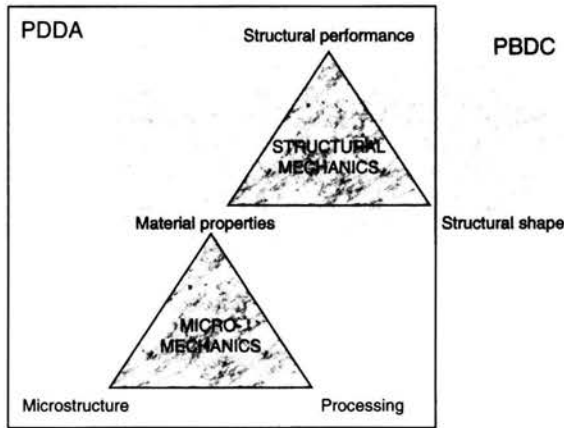 PDDA
Structural performance
PBDC
STRUCTURAL
MECHANICS
Material properties
Structural shape
MICRO-
MECHANICS
Microstructure
Processing